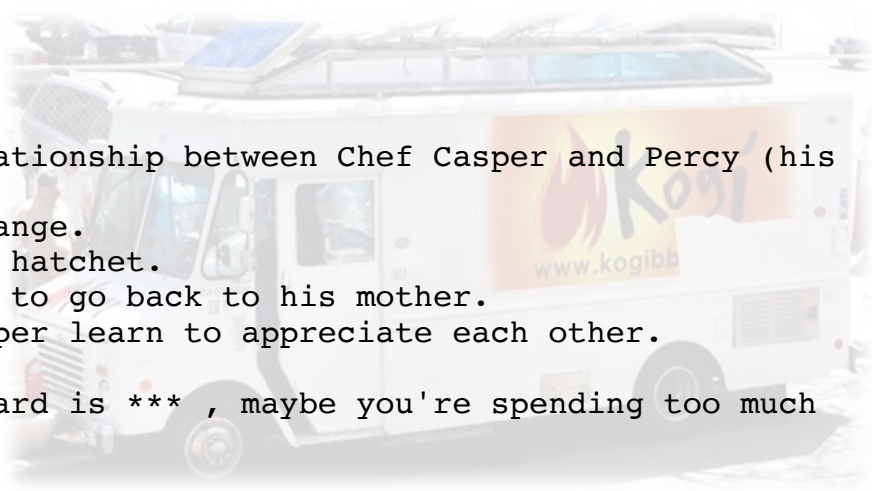 ationship between Chef Casper and Percy (his
ange.
hatchet.
to go back to his mother.
per learn to appreciate each other.
ard is *** , maybe you're spending too much
Kogi
www.kogibb